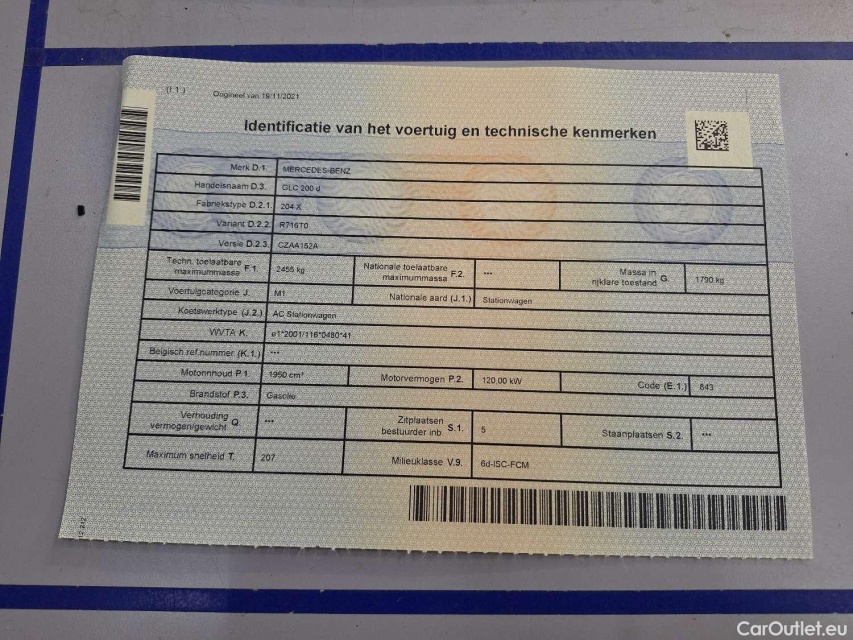 (I.1) Origineel van 19/11/2021
Identificatie van het voertuig en technische kenmerken
Merk D.1. MERCEDES-BENZ
Handelsnaam D.3. GLC 200 d
Fabriekstype D.2.1. 204 X
Variant D.2.2. R716T0
Versie D.2.3. CZAA152A
Techn. toelaatbare maximummassa F.1. 2455 kg Nationale toelaatbare maximummassa F.2. --- Massa in rijklare toestand G. 1790 kg
Voertuigcategorie J. M1 Nationale aard (J.1.) Stationwagen
Koetswerktype (J.2.) AC Stationwagen
WVTA K. e1*2001/116*0480*41
Belgisch ref.nummer (K.1.) ---
Motorinhoud P.1. 1950 cm³ Motorvermogen P.2. 120,00 kW Code (E.1.) 843
Brandstof P.3. Gasolie
Verhouding vermogen/gewicht Q. --- Zitplaatsen bestuurder inb. S.1. 5 Staanplaatsen S.2. ---
Maximum snelheid T. 207 Milieuklasse V.9. 6d-ISC-FCM
CarOutlet.eu